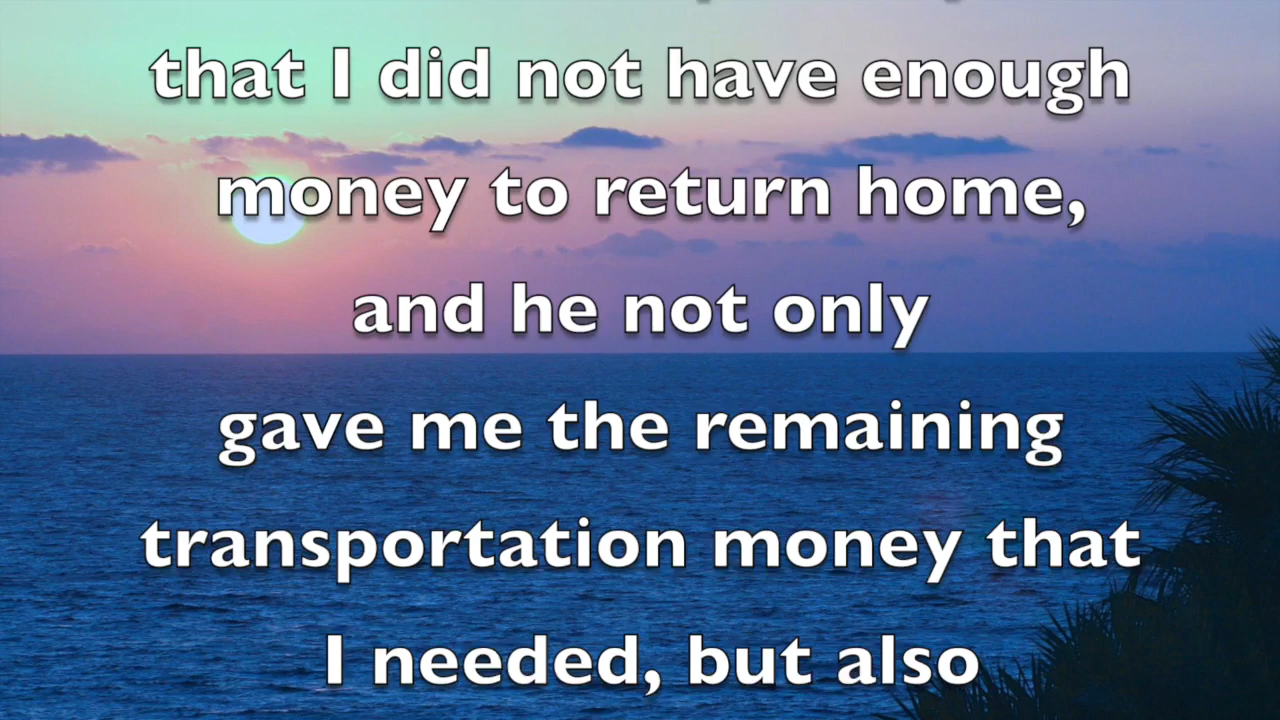 that I did not have enough
money to return home,
and he not only
gave me the remaining
transportation money that
I needed, but also